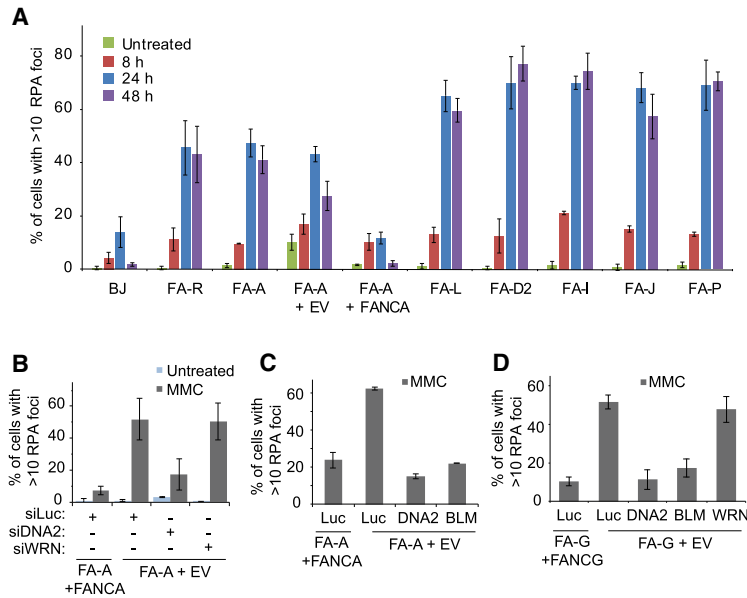 A
% of cells with >10 RPA foci
80
60
40
20
0
Untreated
8 h
24 h
48 h
BJ FA-R FA-A FA-A FA-A FA-L FA-D2 FA-I FA-J FA-P
+ EV + FANCA
B
% of cells with
>10 RPA foci
60
40
20
0
Untreated
MMC
siLuc: + + - -
siDNA2: - - + -
siWRN: - - - +
FA-A
+FANCA
FA-A + EV
C
% of cells with
>10 RPA foci
60
40
20
0
MMC
Luc Luc DNA2 BLM
FA-A
+FANCA
FA-A + EV
D
% of cells with
>10 RPA foci
60
40
20
0
MMC
Luc Luc DNA2 BLM WRN
FA-G
+FANCG
FA-G + EV